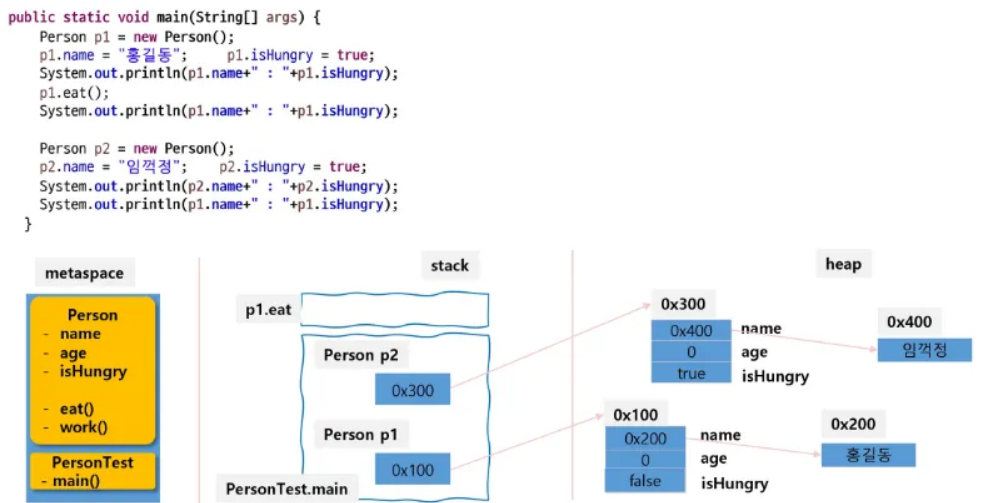 public static void main(String[] args) {
Person p1 = new Person();
p1.name = "홍길동"; p1.isHungry = true;
System.out.println(p1.name+" : "+p1.isHungry);
p1.eat();
System.out.println(p1.name+" : "+p1.isHungry);
Person p2 = new Person();
p2.name = "임꺽정"; p2.isHungry = true;
System.out.println(p2.name+" : "+p2.isHungry);
System.out.println(p1.name+" : "+p1.isHungry);
}
metaspace
Person
- name
- age
- isHungry
- eat()
- work()
PersonTest
- main()
stack
p1.eat
Person p2
0x300
Person p1
0x100
PersonTest.main
heap
0x300
0x400 name
0 age
true isHungry
0x400
임꺽정
0x100
0x200 name
0 age
false isHungry
0x200
홍길동